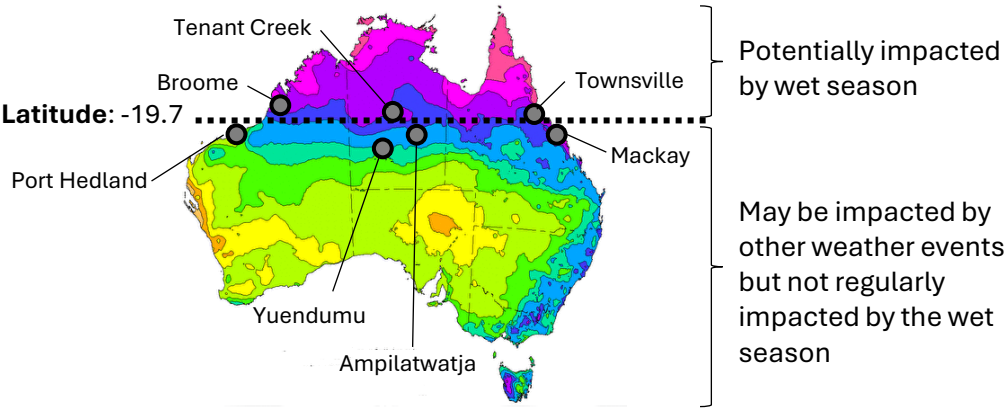 Tenant Creek
Broome
Townsville
Latitude: -19.7
Port Hedland
Mackay
Yuendumu
Ampilatwatja
Potentially impacted
by wet season
May be impacted by
other weather events
but not regularly
impacted by the wet
season